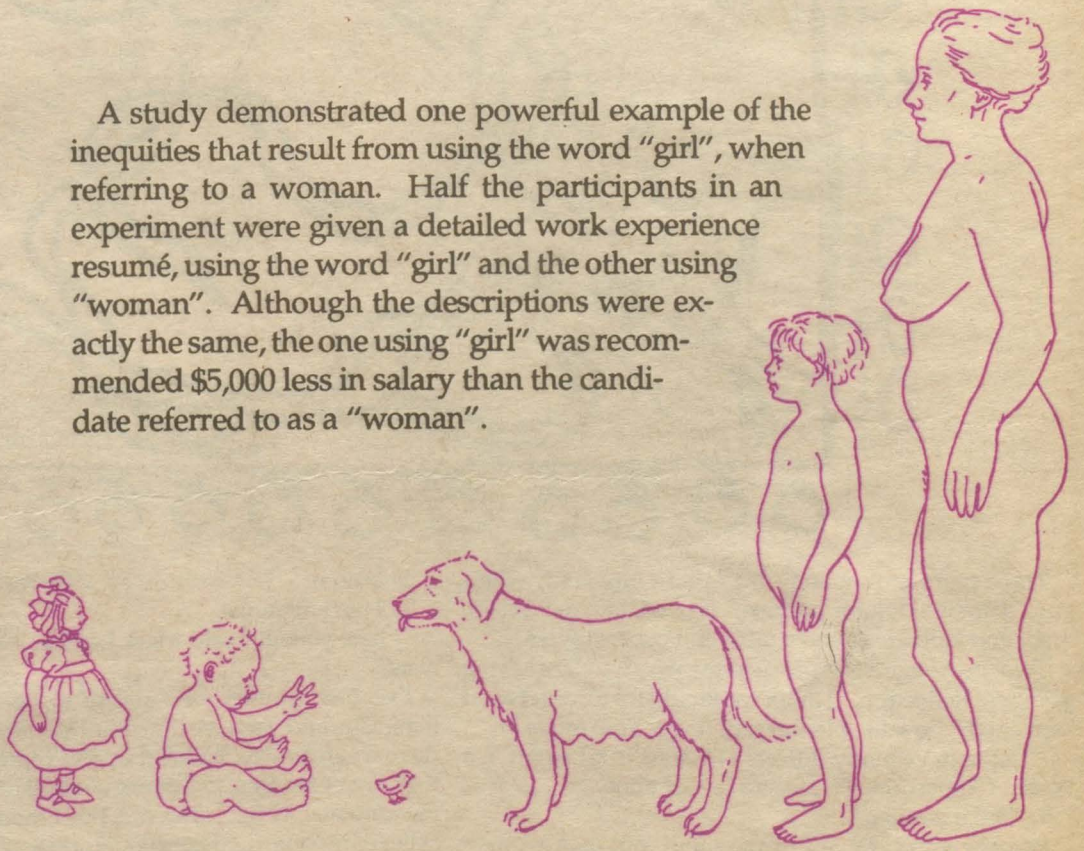 A study demonstrated one powerful example of the
inequities that result from using the word “girl”, when
referring to a woman. Half the participants in an
experiment were given a detailed work experience
resumé, using the word “girl” and the other using
“woman”. Although the descriptions were ex-
actly the same, the one using “girl” was recom-
mended $5,000 less in salary than the candi-
date referred to as a “woman”.